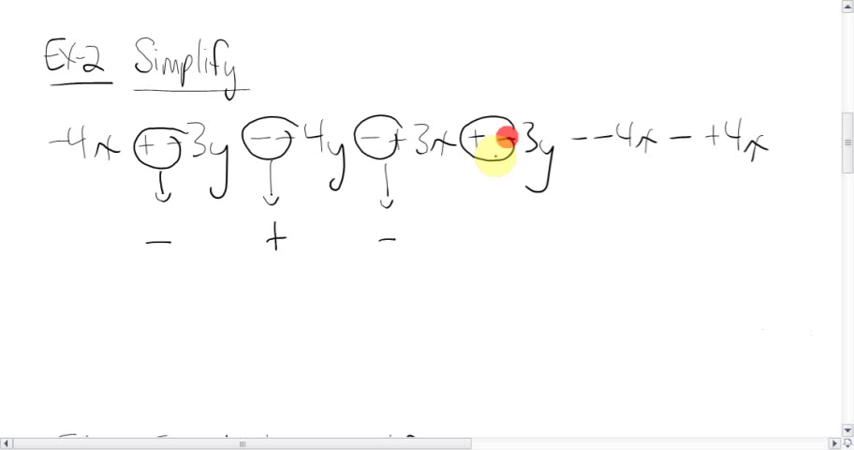 Ex-2 Simplify
-4x + -3y - -4y - +3x + -3y - -4x - +4x
- + -